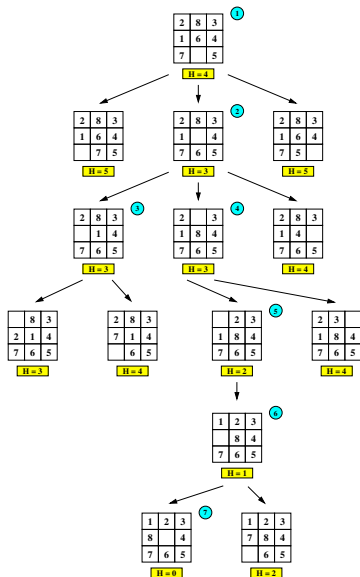 1
2 8 3
1 6 4
7 5
H = 4
2
2 8 3 2 8 3 2 8 3
1 6 4 1 4 1 6 4
7 5 7 6 5 7 5
H = 5 H = 3 H = 5
3 4
2 8 3 2 3 2 8 3
1 4 1 8 4 1 4
7 6 5 7 6 5 7 6 5
H = 3 H = 3 H = 4
5
8 3 2 8 3 2 3 2 3
2 1 4 7 1 4 1 8 4 1 8 4
7 6 5 6 5 7 6 5 7 6 5
H = 3 H = 4 H = 2 H = 4
6
1 2 3
8 4
7 6 5
H = 1
7
1 2 3 1 2 3
8 4 7 8 4
7 6 5 6 5
H = 0 H = 2